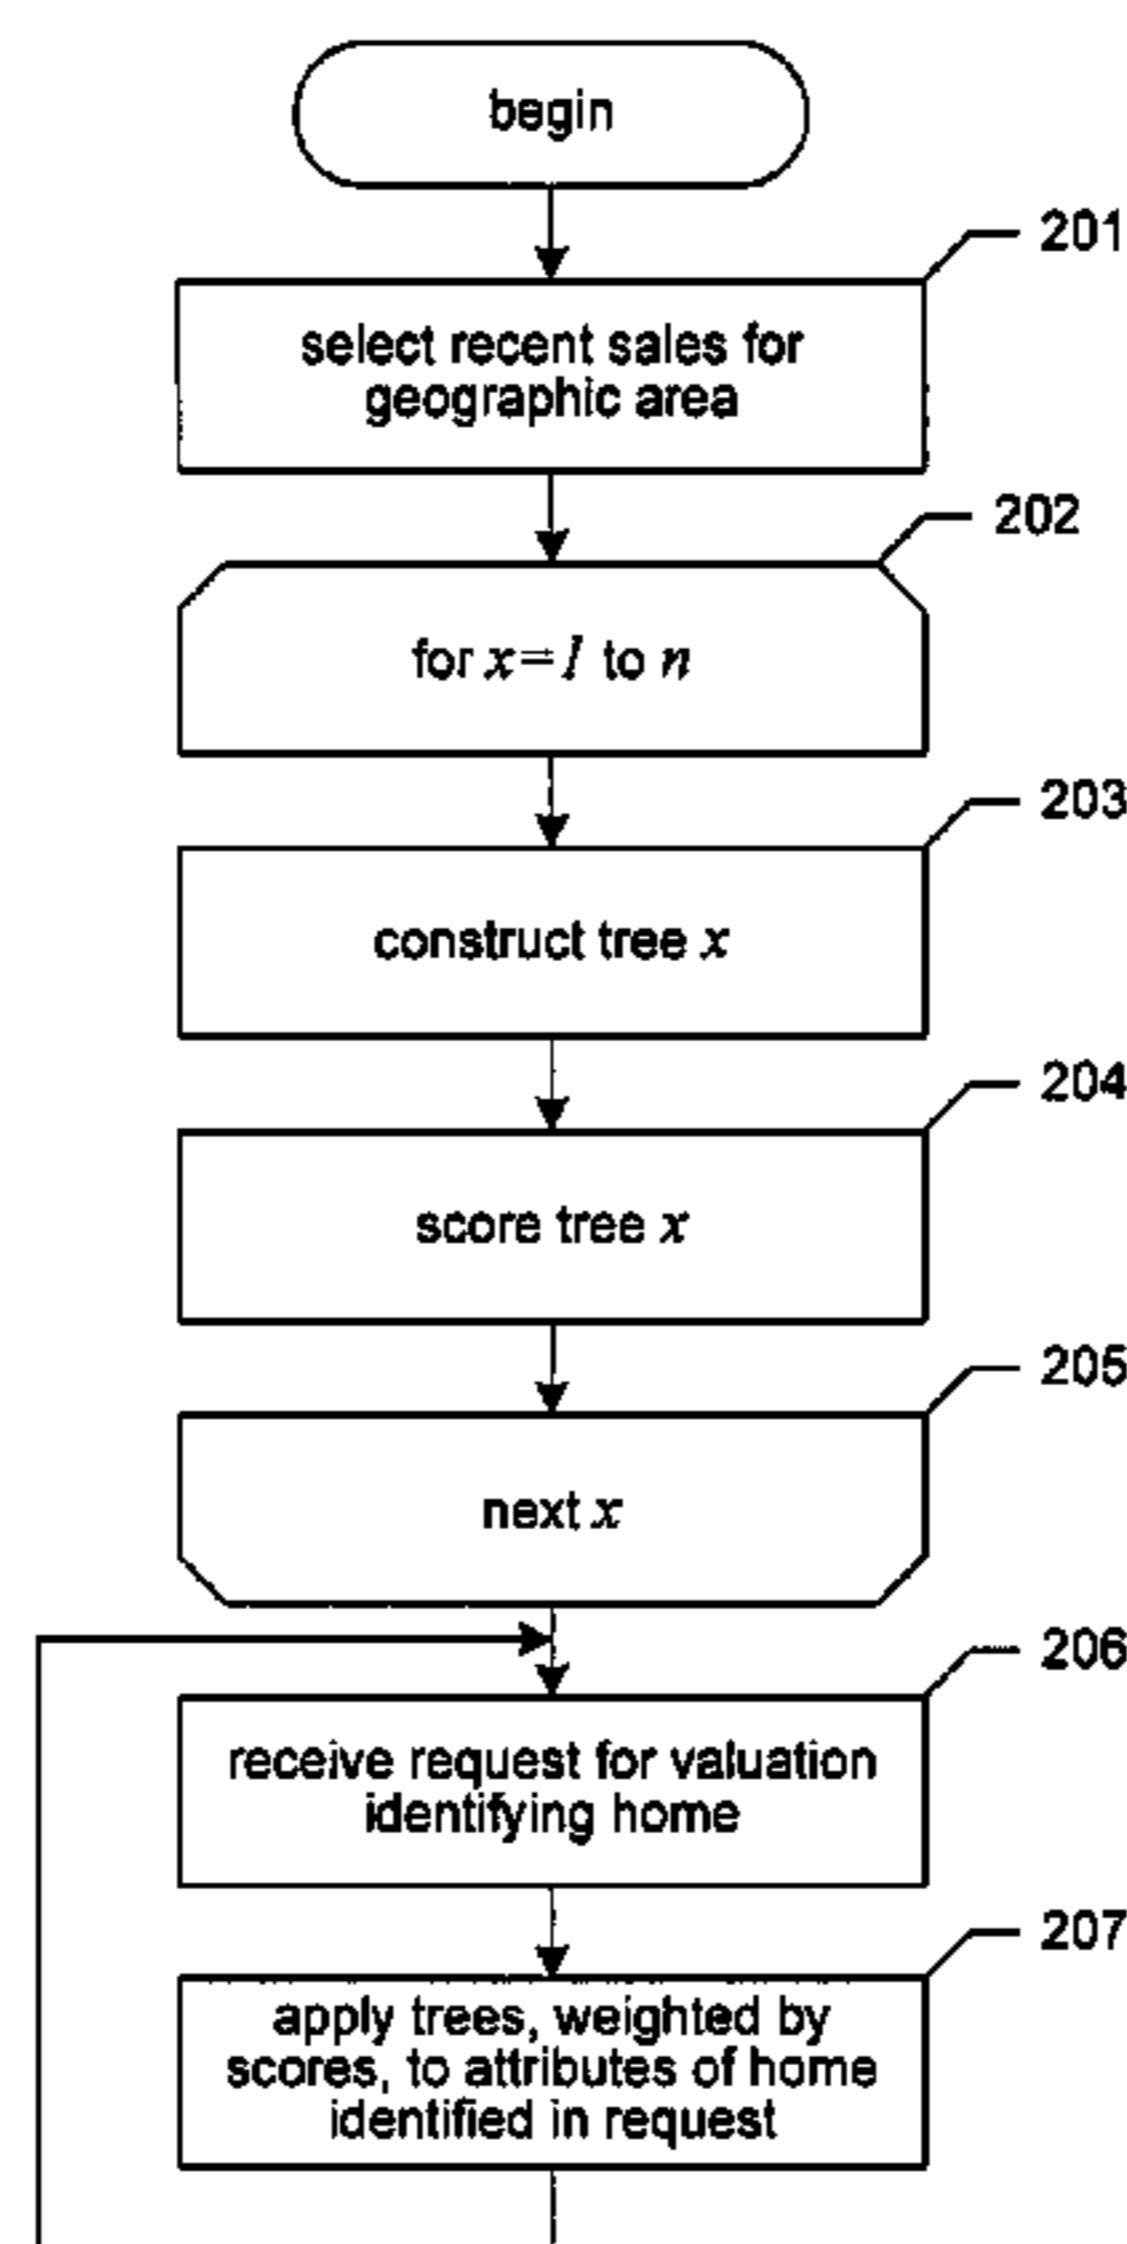 begin
201
select recent sales for
geographic area
202
for x=1 to n
203
construct tree x
204
score tree x
205
next x
206
receive request for valuation
identifying home
207
apply trees, weighted by
scores, to attributes of home
identified in request